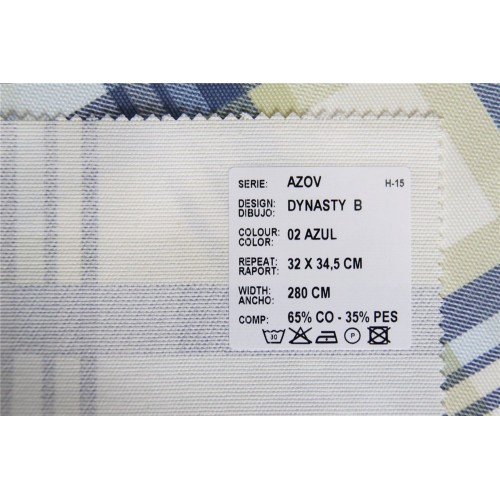 SERIE: AZOV H-15
DESIGN:
DIBUJO: DYNASTY B
COLOUR:
COLOR: 02 AZUL
REPEAT:
RAPORT: 32 X 34,5 CM
WIDTH:
ANCHO: 280 CM
COMP: 65% CO - 35% PES
30 P